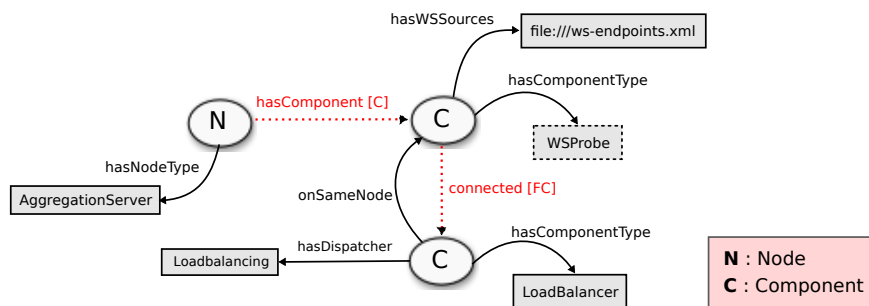 hasWSSources
file:///ws-endpoints.xml
hasComponentType
hasComponent [C]
N
C
WSProbe
hasNodeType
connected [FC]
AggregationServer
onSameNode
hasComponentType
hasDispatcher
Loadbalancing
C
LoadBalancer
N : Node
C : Component